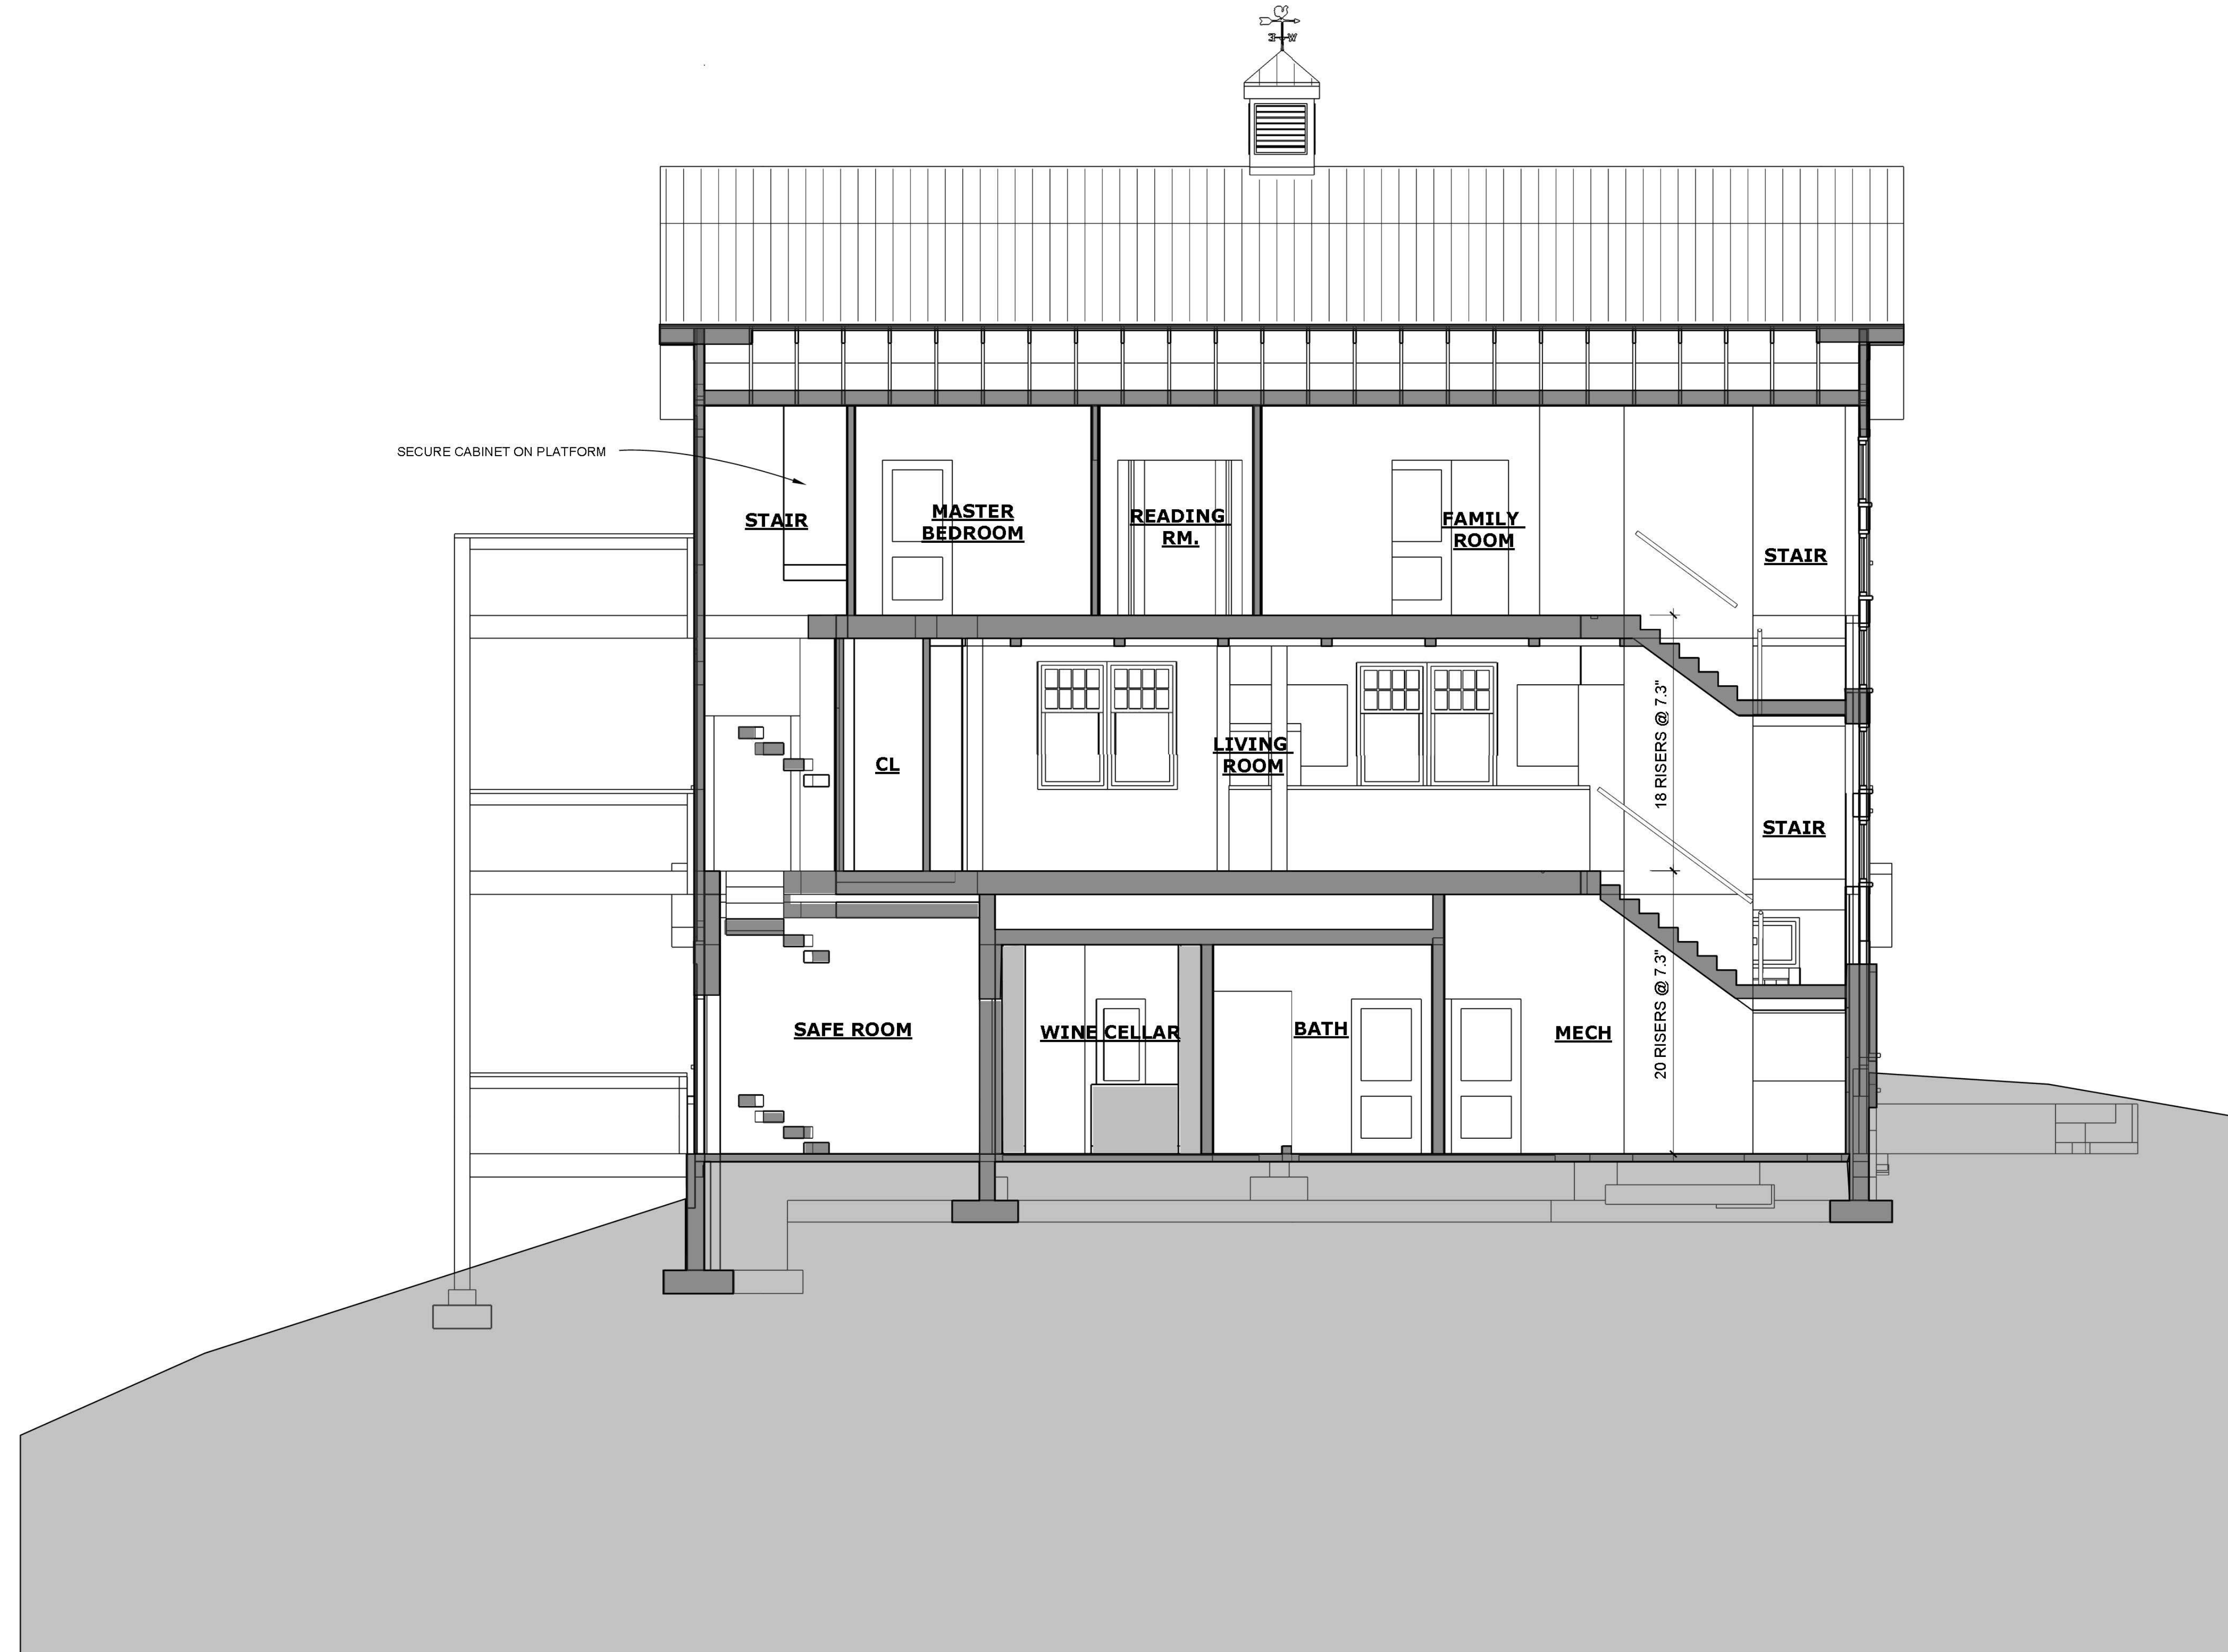 E W
SECURE CABINET ON PLATFORM
STAIR
MASTER
BEDROOM
READING
RM.
FAMILY
ROOM
STAIR
18 RISERS @ 7.3"
CL
LIVING
ROOM
STAIR
20 RISERS @ 7.3"
SAFE ROOM
WINE CELLAR
BATH
MECH